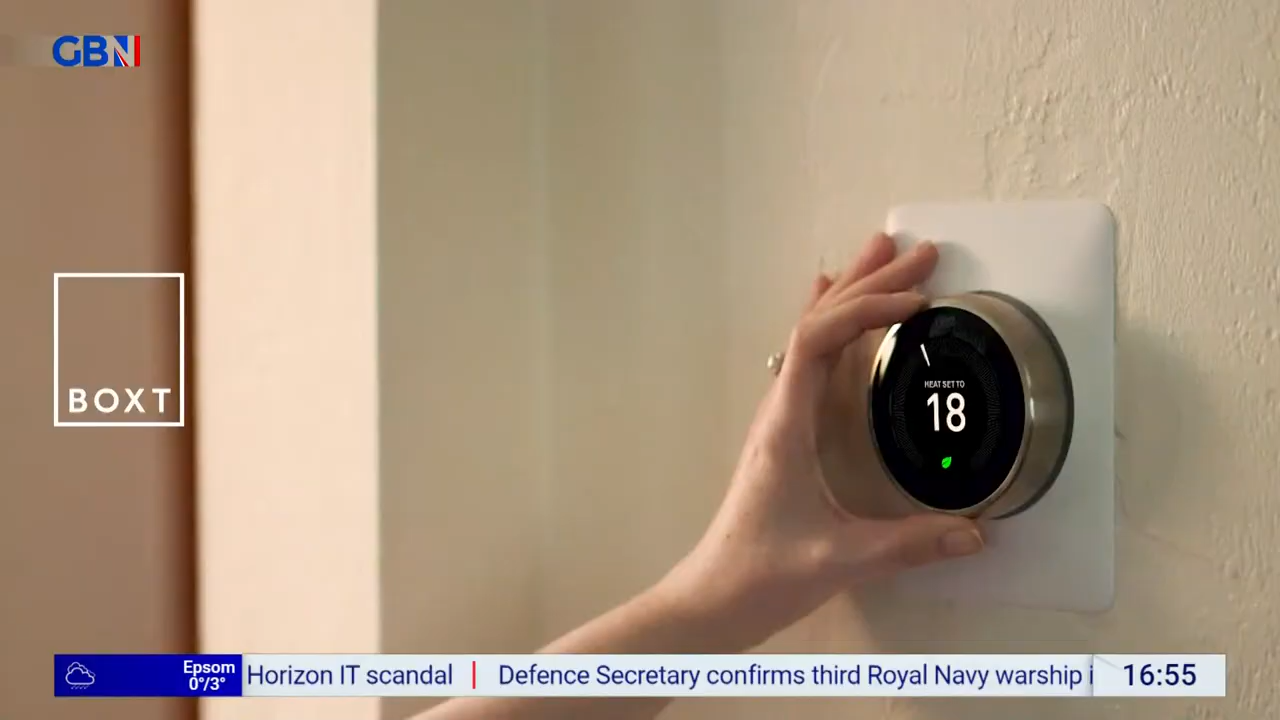 GBN
BOXT
HEAT SET TO
18
Epsom
0°/3°
Horizon IT scandal | Defence Secretary confirms third Royal Navy warship i
16:55